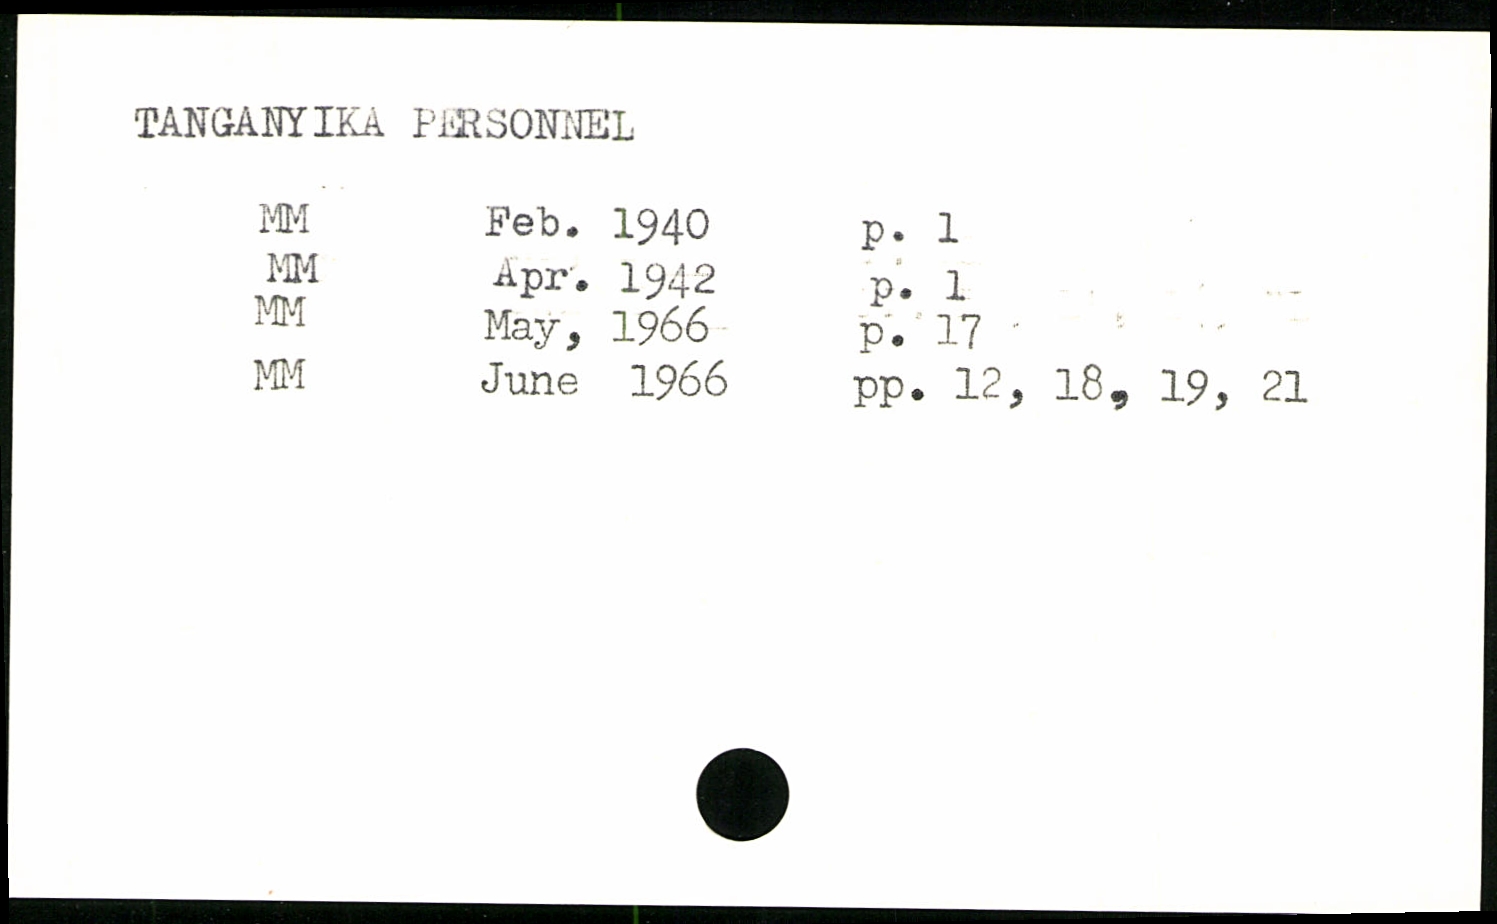 TANGANYIKA PERSONNEL
MM Feb. 1940 p. 1
MM Apr. 1942 p. 1
MM May, 1966 p. 17
MM June 1966 pp. 12, 18, 19, 21